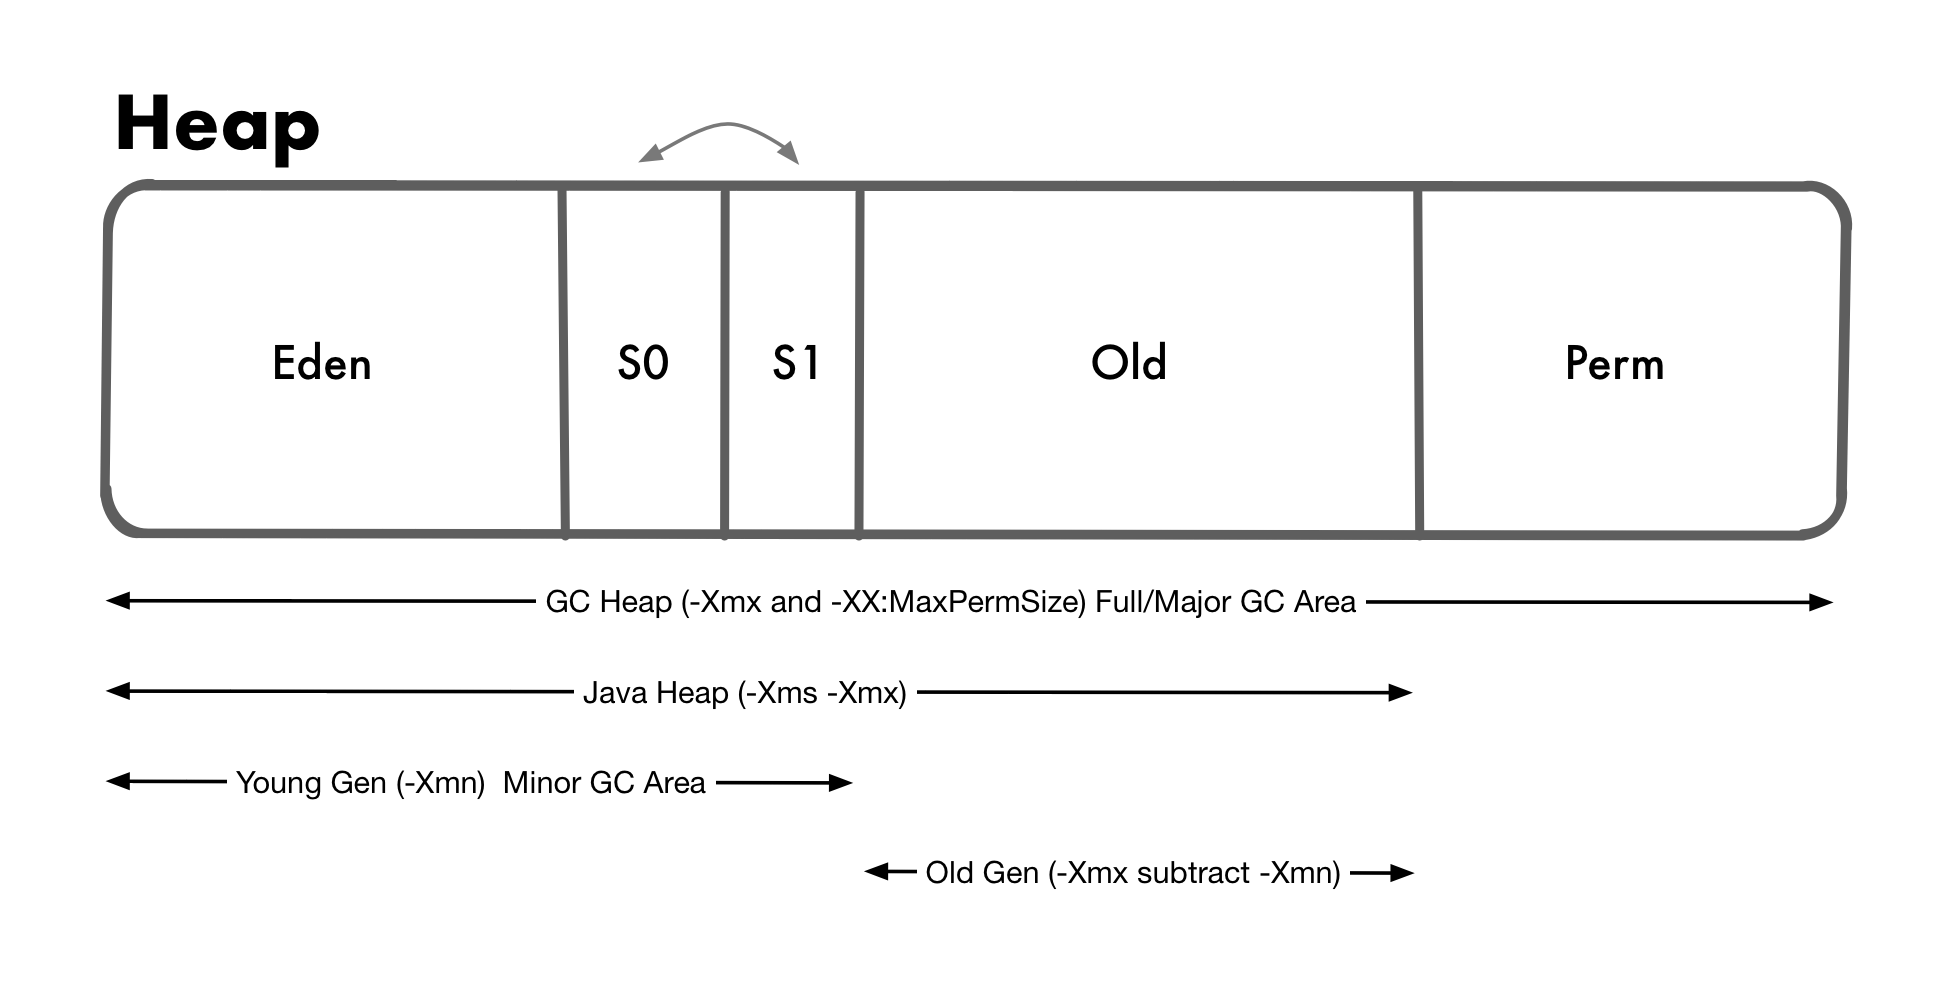 Heap
Eden
S0
S1
Old
Perm
GC Heap (-Xmx and -XX:MaxPermSize) Full/Major GC Area
Java Heap (-Xms -Xmx)
Young Gen (-Xmn)  Minor GC Area
Old Gen (-Xmx subtract -Xmn)